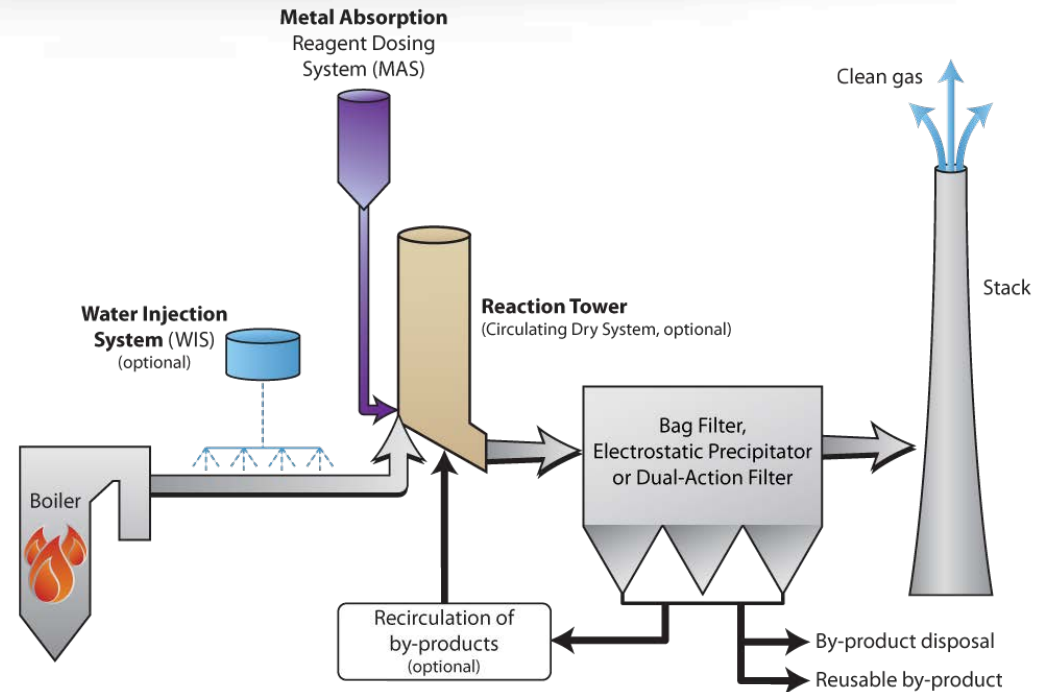 Metal Absorption
Reagent Dosing
System (MAS)
Clean gas
Stack
Water Injection
System (WIS)
(optional)
Reaction Tower
(Circulating Dry System, optional)
Bag Filter,
Electrostatic Precipitator
or Dual-Action Filter
Boiler
Recirculation of
by-products
(optional)
By-product disposal
Reusable by-product